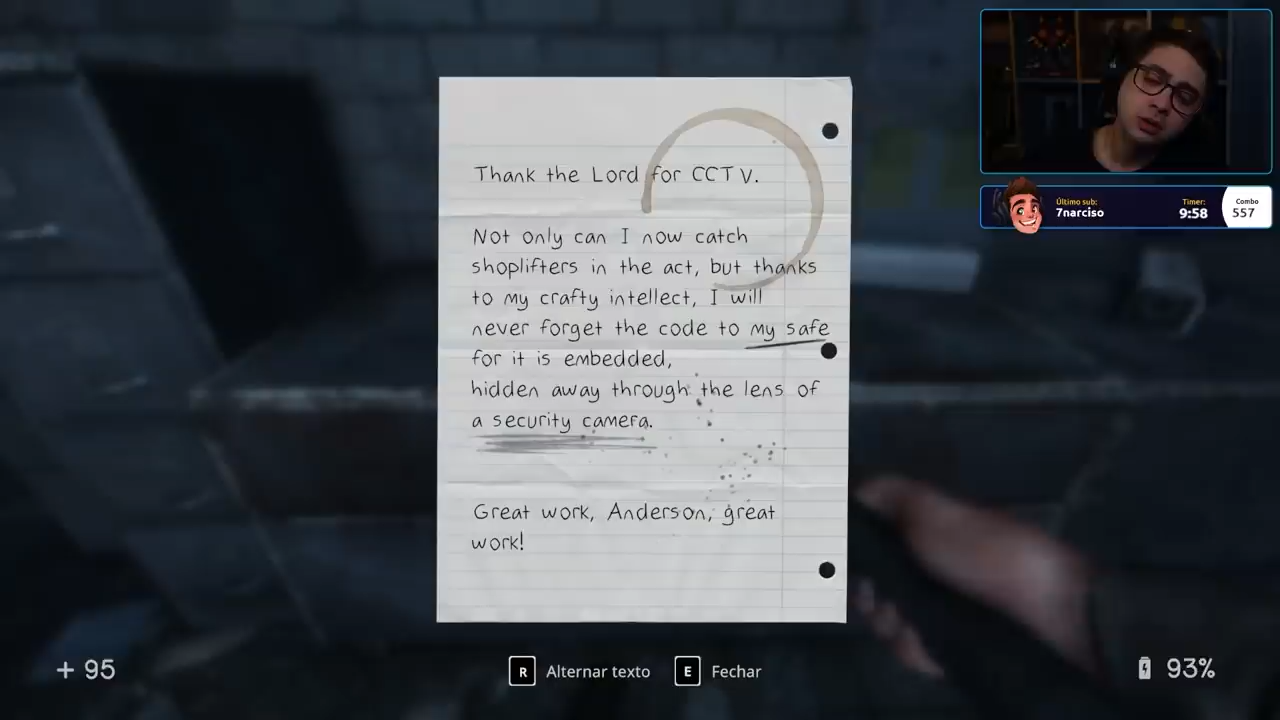 Thank the Lord for CCTV.
Not only can I now catch
shoplifters in the act, but thanks
to my crafty intellect, I will
never forget the code to my safe
for it is embedded,
hidden away through the lens of
a security camera.
Great work, Anderson, great
work!
Último sub:
7narciso
Timer:
9:58
Combo
557
+ 95
R Alternar texto E Fechar
93%